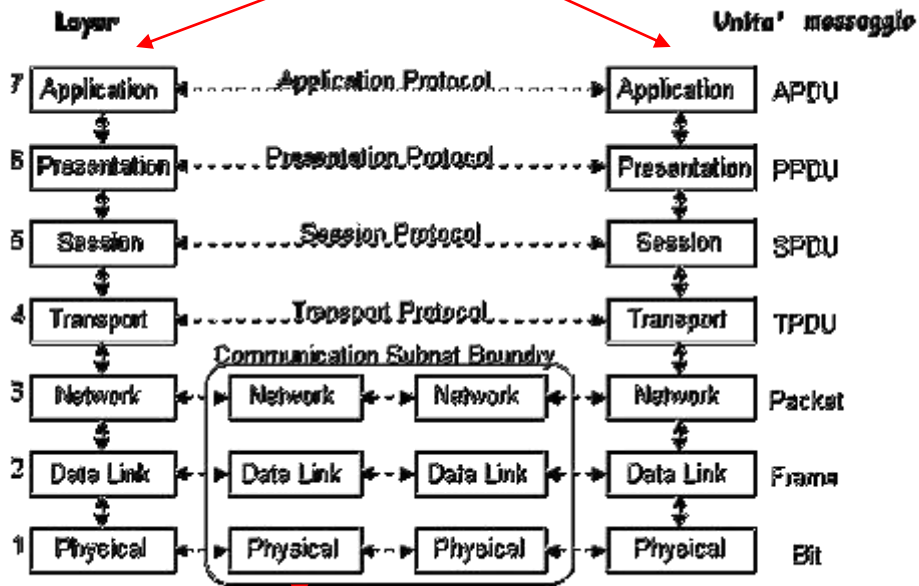 Layer Unita' messaggio
7 Application Application Protocol Application APDU
6 Presentation Presentation Protocol Presentation PPDU
5 Session Session Protocol Session SPDU
4 Transport Transport Protocol Transport TPDU
Communication Subnet Boundry
3 Network Network Network Network Packet
2 Data Link Data Link Data Link Data Link Frame
1 Physical Physical Physical Physical Bit